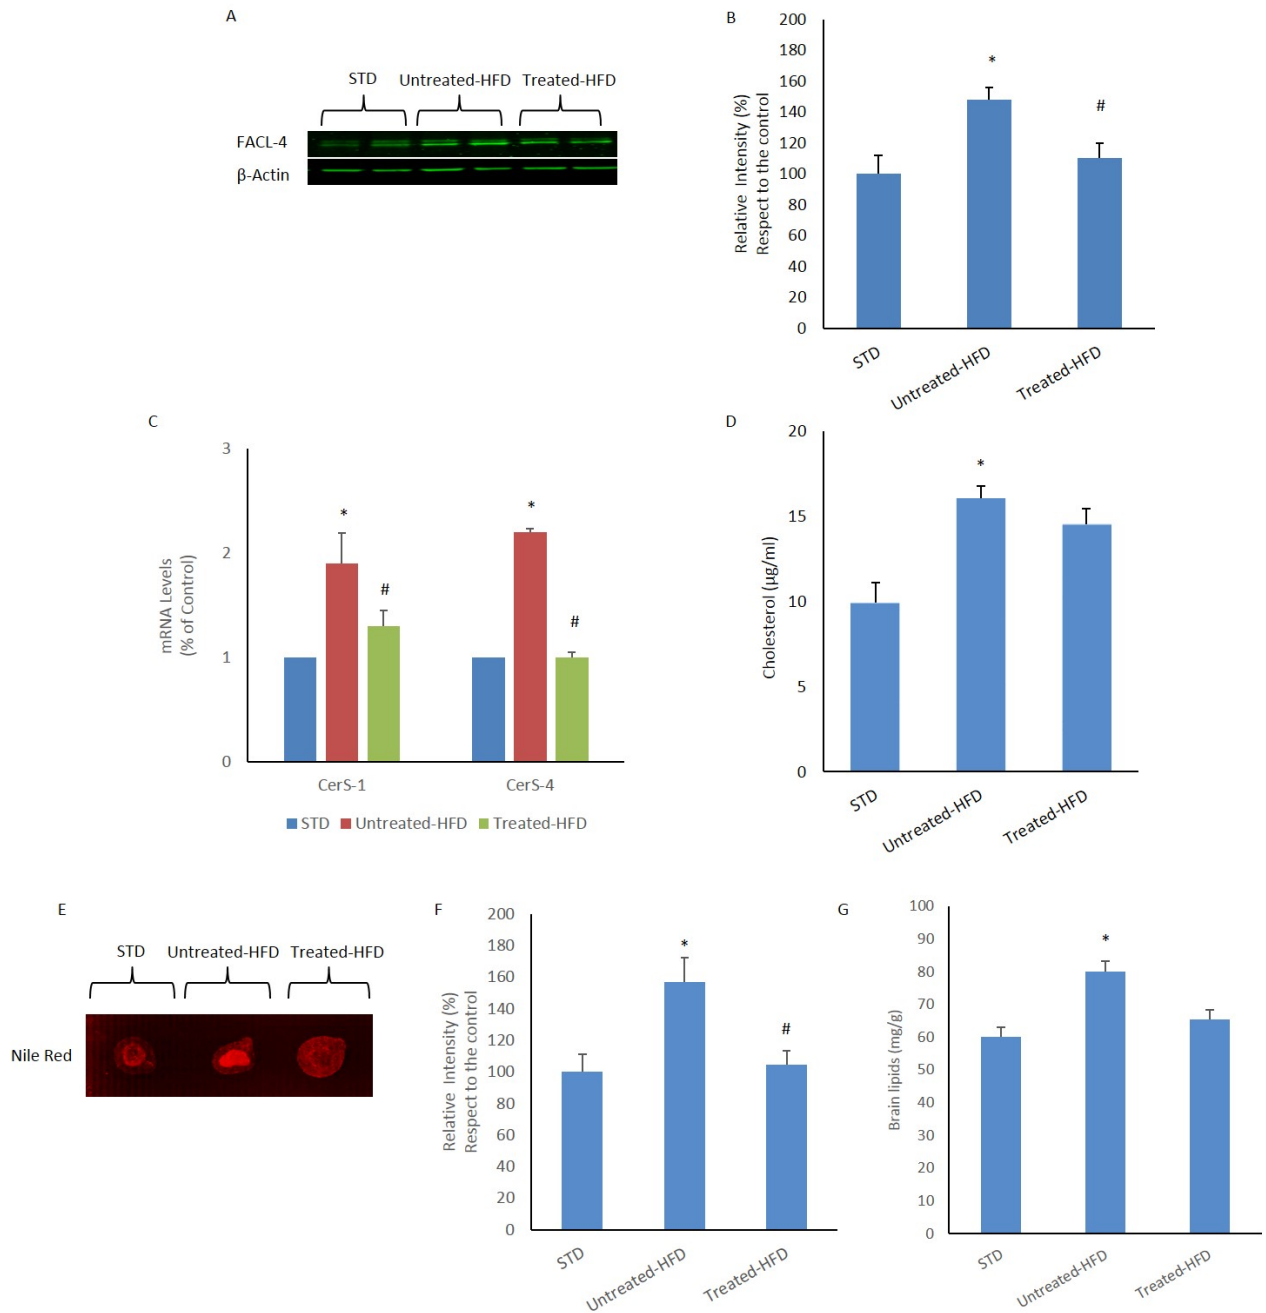 A
STD Untreated-HFD Treated-HFD
FACL-4
β-Actin
B
200
180
160
140
120
100
80
60
40
20
0
Relative Intensity (%)
Respect to the control
*
#
STD
Untreated-HFD
Treated-HFD
C
3
2
1
0
mRNA Levels
(% of Control)
*
#
*
#
CerS-1 CerS-4
STD Untreated-HFD Treated-HFD
D
20
15
10
5
0
Cholesterol (µg/ml)
*
STD
Untreated-HFD
Treated-HFD
E
STD Untreated-HFD Treated-HFD
Nile Red
F
200
180
160
140
120
100
80
60
40
20
0
Relative Intensity (%)
Respect to the control
*
#
STD
Untreated-HFD
Treated-HFD
G
100
90
80
70
60
50
40
30
20
10
0
Brain lipids (mg/g)
*
STD
Untreated-HFD
Treated-HFD